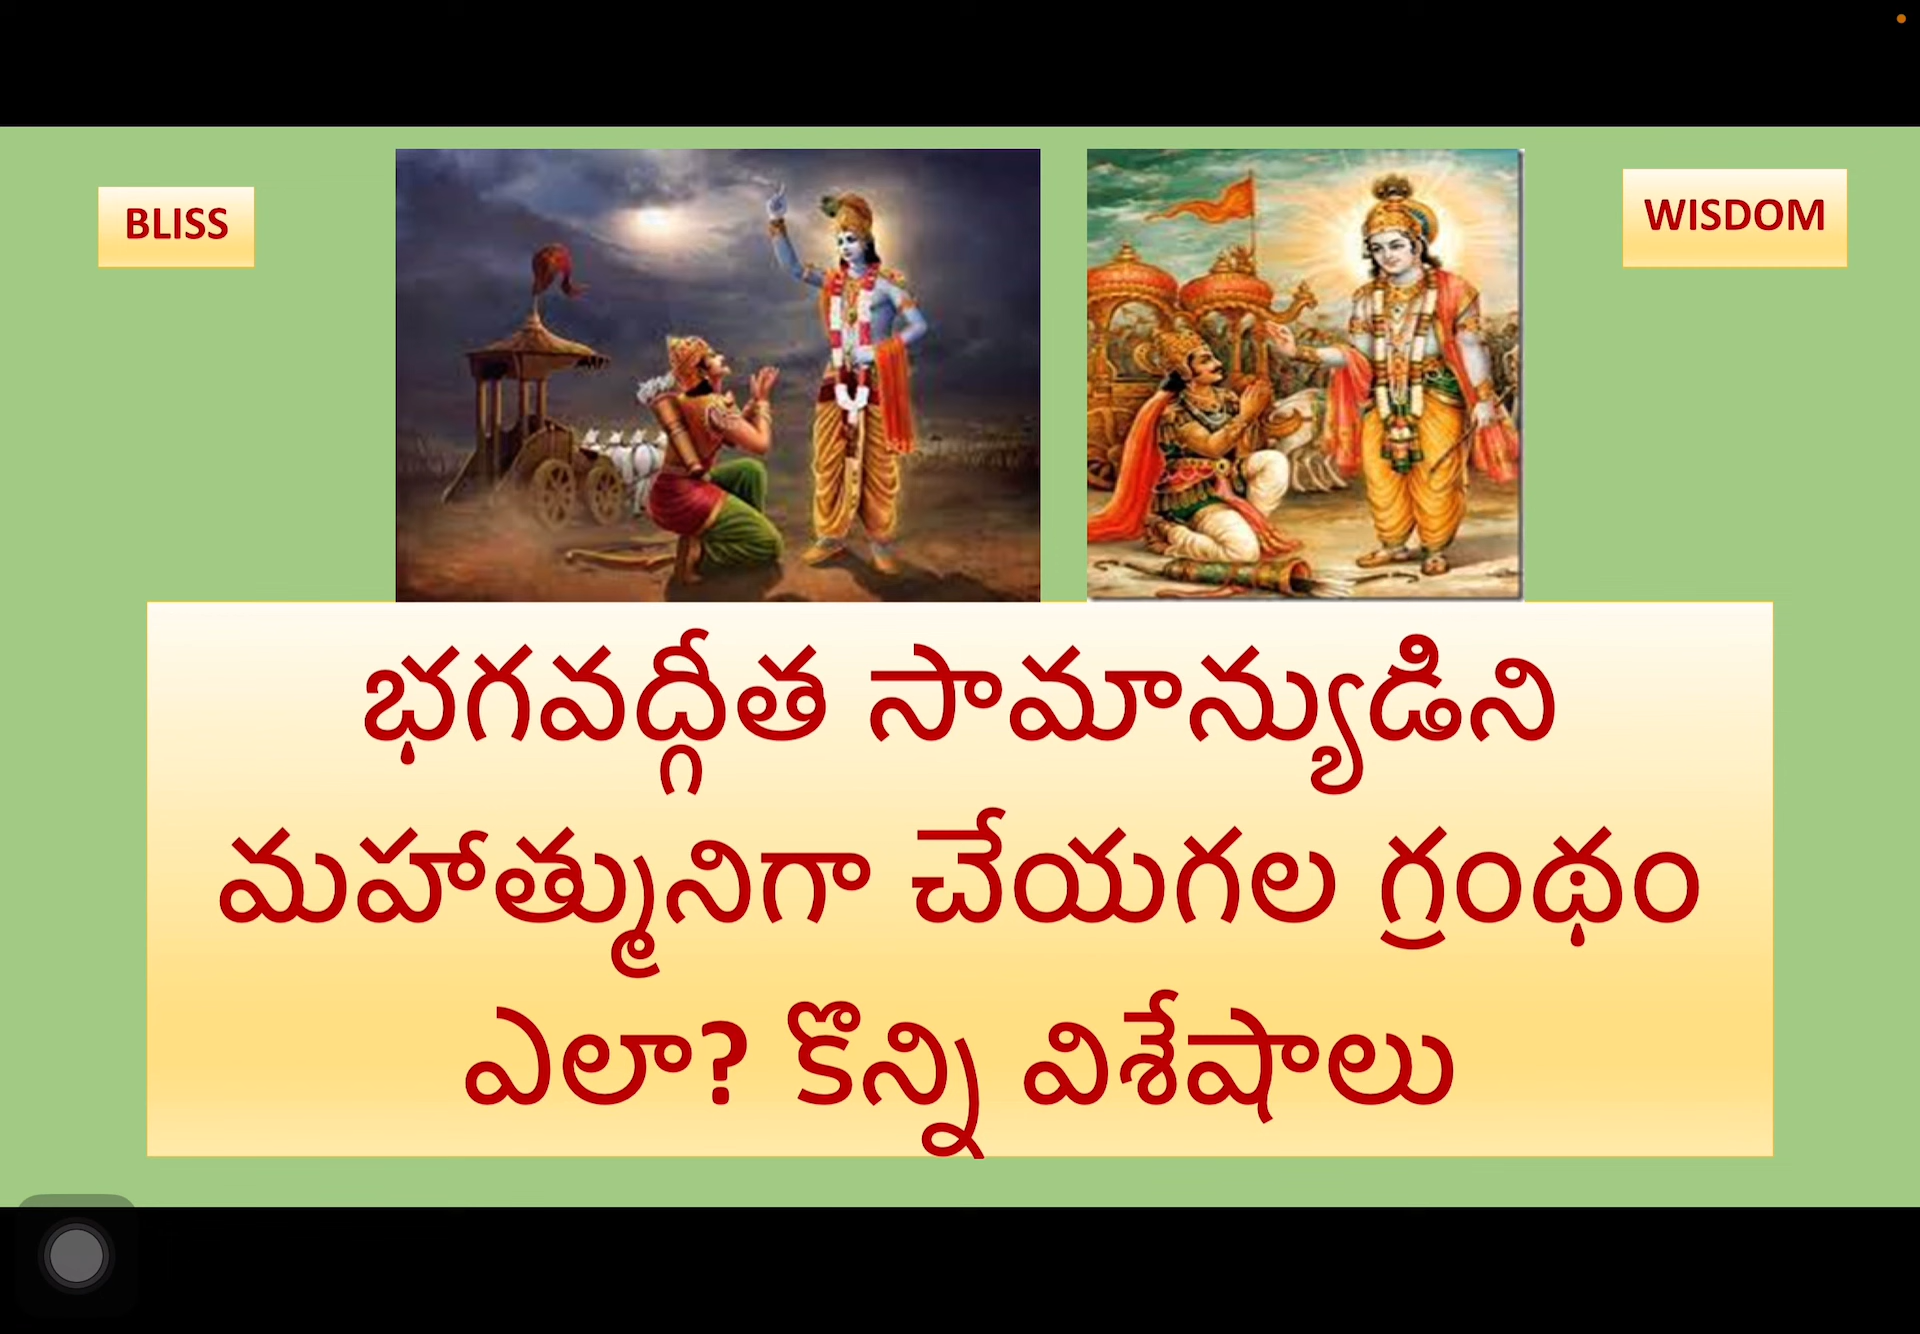 BLISS
WISDOM
భగవద్గీత సామాన్యుడిని
మహాత్మునిగా చేయగల గ్రంథం
ఎలా? కొన్ని విశేషాలు